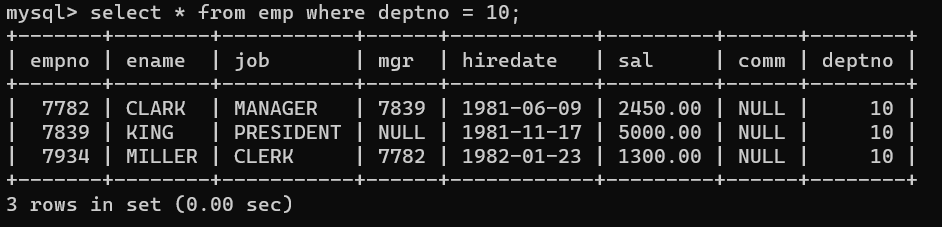 mysql> select * from emp where deptno = 10;
+-------+--------+-----------+------+------------+---------+------+--------+
| empno | ename  | job       | mgr  | hiredate   | sal     | comm | deptno |
+-------+--------+-----------+------+------------+---------+------+--------+
|  7782 | CLARK  | MANAGER   | 7839 | 1981-06-09 | 2450.00 | NULL |     10 |
|  7839 | KING   | PRESIDENT | NULL | 1981-11-17 | 5000.00 | NULL |     10 |
|  7934 | MILLER | CLERK     | 7782 | 1982-01-23 | 1300.00 | NULL |     10 |
+-------+--------+-----------+------+------------+---------+------+--------+
3 rows in set (0.00 sec)